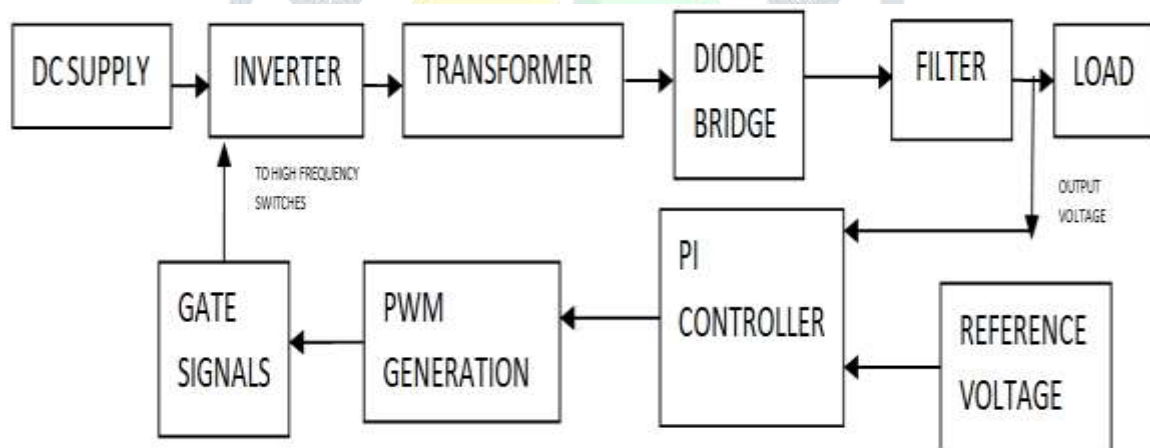 DC SUPPLY
INVERTER
TRANSFORMER
DIODE
BRIDGE
FILTER
LOAD
TO HIGH FREQUENCY
SWITCHES
OUTPUT
VOLTAGE
GATE
SIGNALS
PWM
GENERATION
PI
CONTROLLER
REFERENCE
VOLTAGE